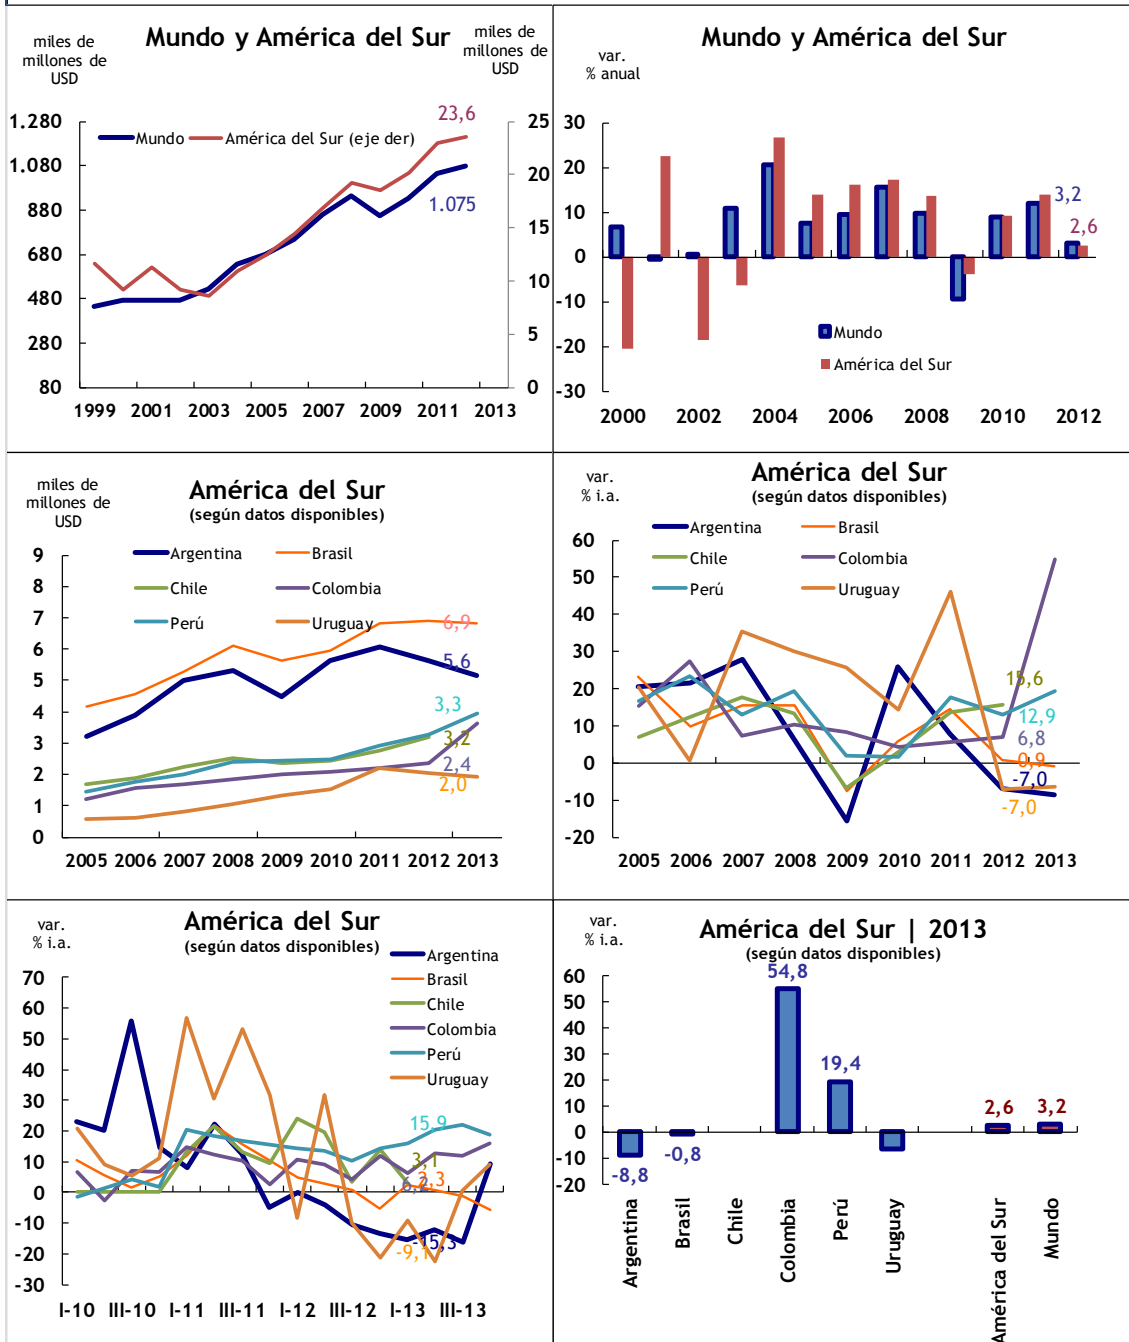 Mundo y América del Sur
miles de
millones de
USD
miles de
millones de
USD
23,6
1.280
1.080
880
680
480
280
80
Mundo
América del Sur (eje der)
1.075
25
20
15
10
5
0
1999 2001 2003 2005 2007 2009 2011 2013
Mundo y América del Sur
var.
% anual
30
20
10
0
-10
-20
-30
3,2
2,6
Mundo
América del Sur
2000 2002 2004 2006 2008 2010 2012
miles de
millones de
USD
América del Sur
(según datos disponibles)
Argentina Brasil
Chile Colombia
Perú Uruguay
9
8
7
6
5
4
3
2
1
0
6,9
5,6
3,3
3,2
2,4
2,0
2005 2006 2007 2008 2009 2010 2011 2012 2013
var.
% i.a.
América del Sur
(según datos disponibles)
Argentina Brasil
Chile Colombia
Perú Uruguay
60
50
40
30
20
10
0
-10
-20
15,6
12,9
6,8
0,9
-7,0
-7,0
2005 2006 2007 2008 2009 2010 2011 2012 2013
var.
% i.a.
América del Sur
(según datos disponibles)
Argentina
Brasil
Chile
Colombia
Perú
Uruguay
70
60
50
40
30
20
10
0
-10
-20
-30
15,9
3,1
6,2
2,3
-15,3
-9,1
I-10 III-10 I-11 III-11 I-12 III-12 I-13 III-13
var.
% i.a.
América del Sur | 2013
(según datos disponibles)
60
50
40
30
20
10
0
-10
-20
-8,8
-0,8
54,8
19,4
2,6
3,2
Argentina
Brasil
Chile
Colombia
Perú
Uruguay
América del Sur
Mundo